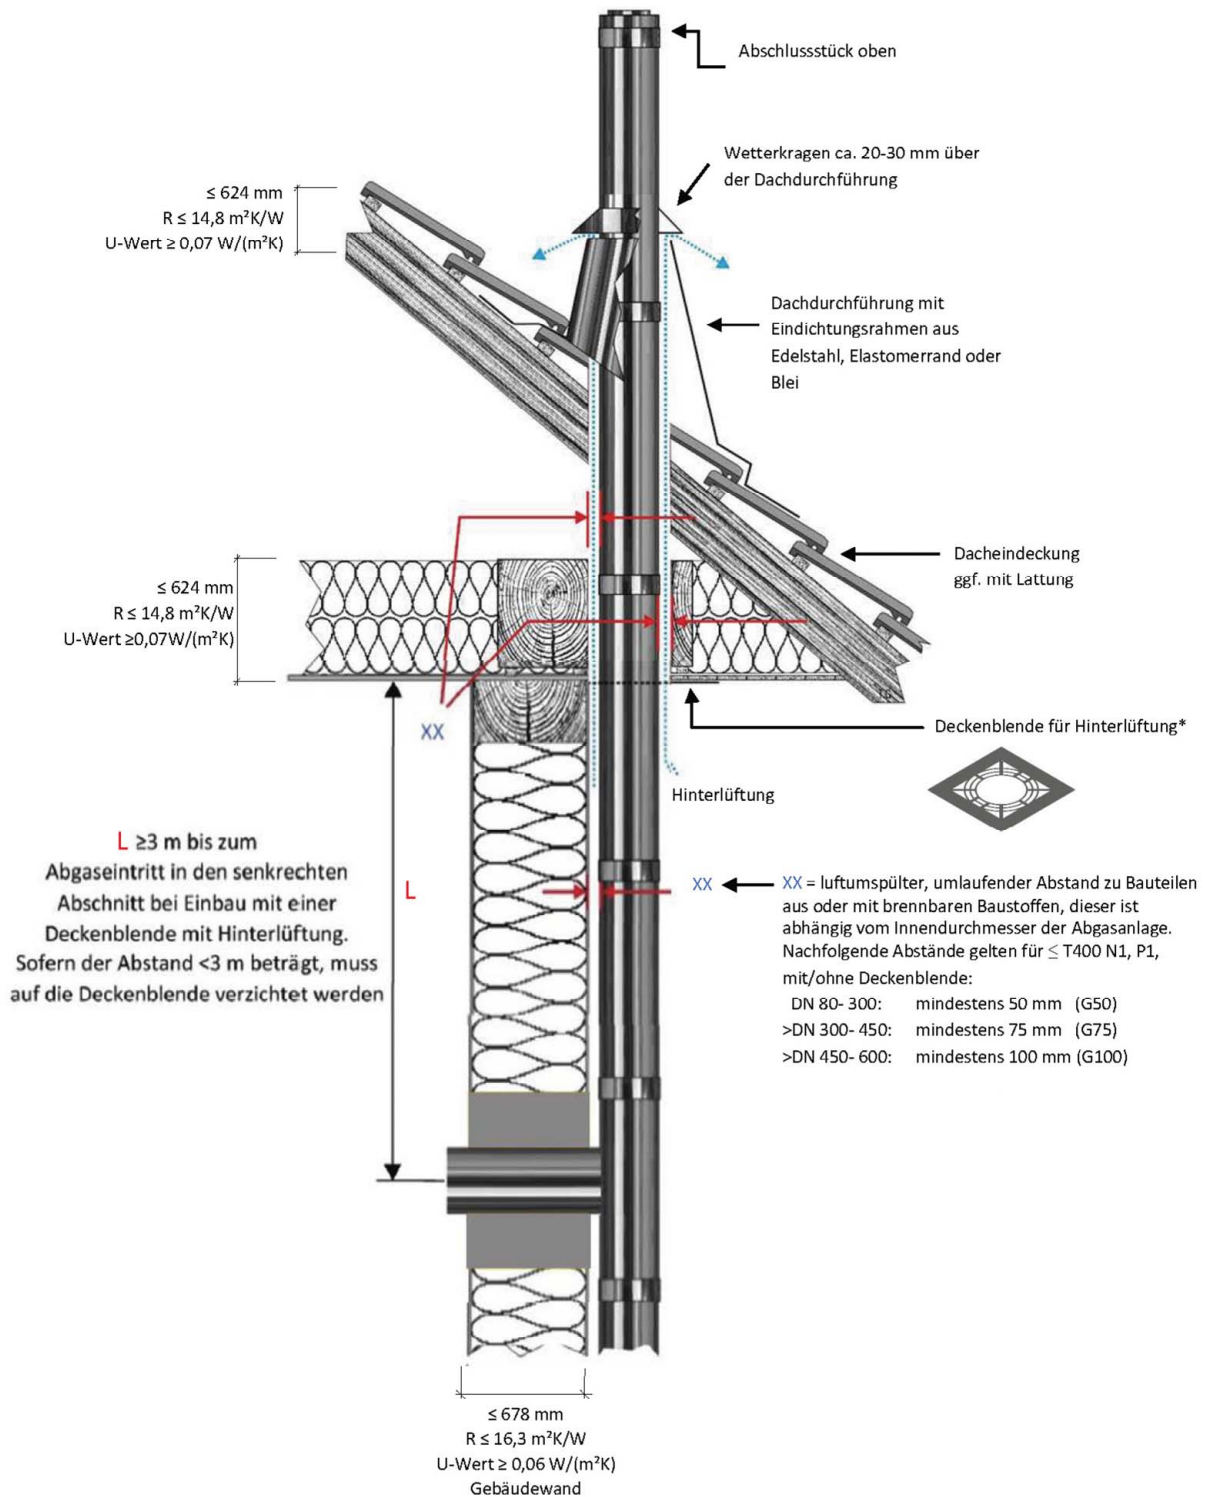 Abschlussstück oben
Wetterkragen ca. 20-30 mm über
der Dachdurchführung
≤ 624 mm
R ≤ 14,8 m²K/W
U-Wert ≥ 0,07 W/(m²K)
Dachdurchführung mit
Eindichtungsrahmen aus
Edelstahl, Elastomerrand oder
Blei
Dacheindeckung
ggf. mit Lattung
≤ 624 mm
R ≤ 14,8 m²K/W
U-Wert ≥0,07W/(m²K)
XX
Deckenblende für Hinterlüftung*
Hinterlüftung
L ≥3 m bis zum
Abgaseintritt in den senkrechten
Abschnitt bei Einbau mit einer
Deckenblende mit Hinterlüftung.
Sofern der Abstand <3 m beträgt, muss
auf die Deckenblende verzichtet werden
L
XX
XX = luftumspülter, umlaufender Abstand zu Bauteilen
aus oder mit brennbaren Baustoffen, dieser ist
abhängig vom Innendurchmesser der Abgasanlage.
Nachfolgende Abstände gelten für ≤ T400 N1, P1,
mit/ohne Deckenblende:
DN 80- 300: mindestens 50 mm (G50)
>DN 300- 450: mindestens 75 mm (G75)
>DN 450- 600: mindestens 100 mm (G100)
≤ 678 mm
R ≤ 16,3 m²K/W
U-Wert ≥ 0,06 W/(m²K)
Gebäudewand